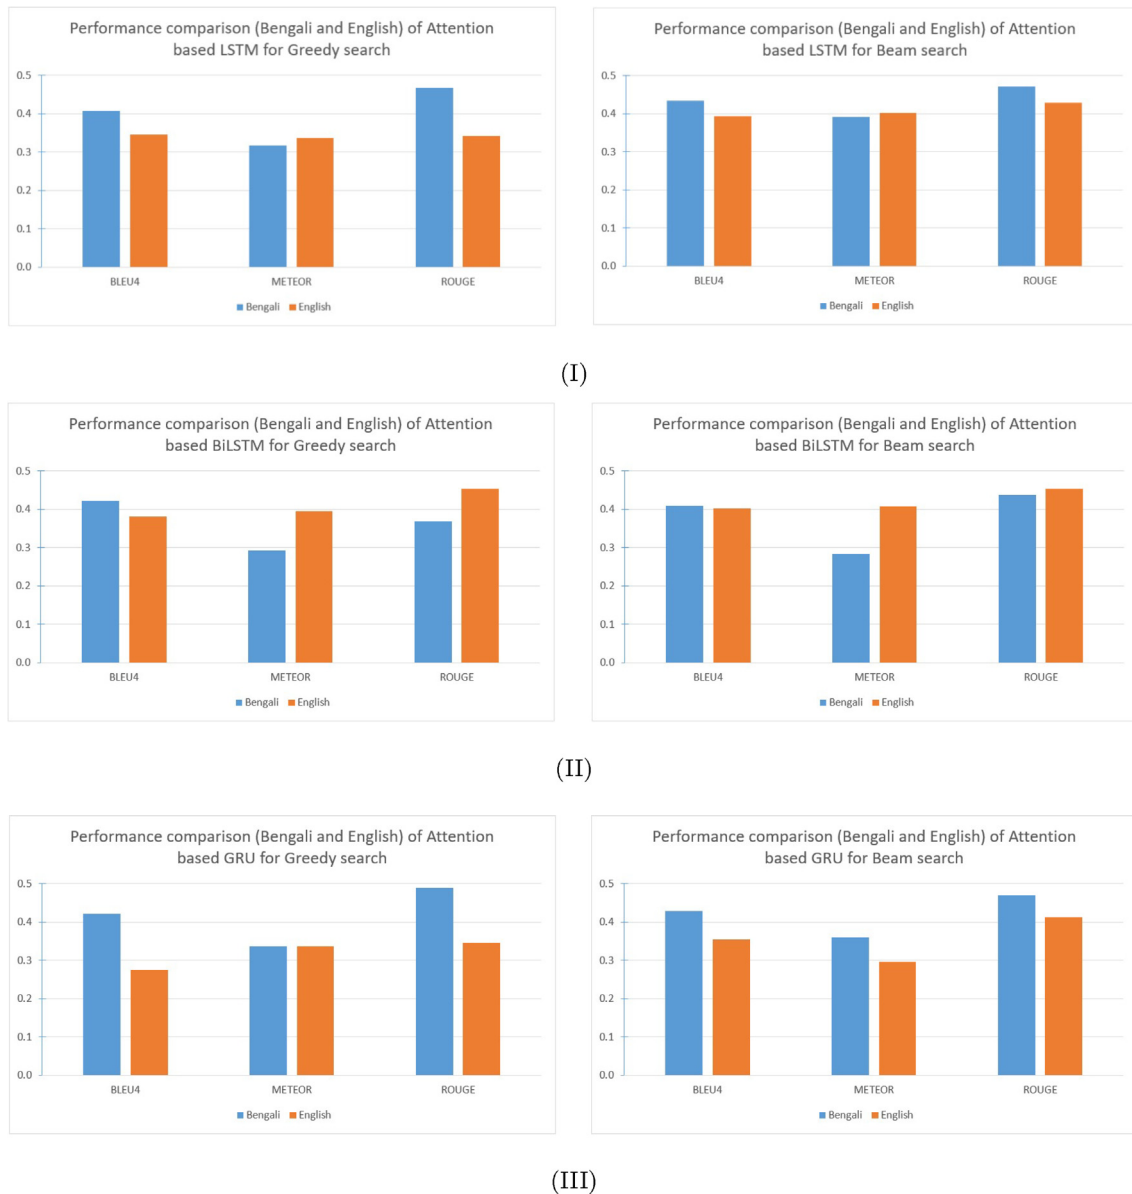 Performance comparison (Bengali and English) of Attention
based LSTM for Greedy search
0.5
0.4
0.3
0.2
0.1
0.0
BLEU4 METEOR ROUGE
Bengali English
Performance comparison (Bengali and English) of Attention
based LSTM for Beam search
0.5
0.4
0.3
0.2
0.1
0.0
BLEU4 METEOR ROUGE
Bengali English
(I)
Performance comparison (Bengali and English) of Attention
based BiLSTM for Greedy search
0.5
0.4
0.3
0.2
0.1
0.0
BLEU4 METEOR ROUGE
Bengali English
Performance comparison (Bengali and English) of Attention
based BiLSTM for Beam search
0.5
0.4
0.3
0.2
0.1
0.0
BLEU4 METEOR ROUGE
Bengali English
(II)
Performance comparison (Bengali and English) of Attention
based GRU for Greedy search
0.5
0.4
0.3
0.2
0.1
0.0
BLEU4 METEOR ROUGE
Bengali English
Performance comparison (Bengali and English) of Attention
based GRU for Beam search
0.5
0.4
0.3
0.2
0.1
0.0
BLEU4 METEOR ROUGE
Bengali English
(III)